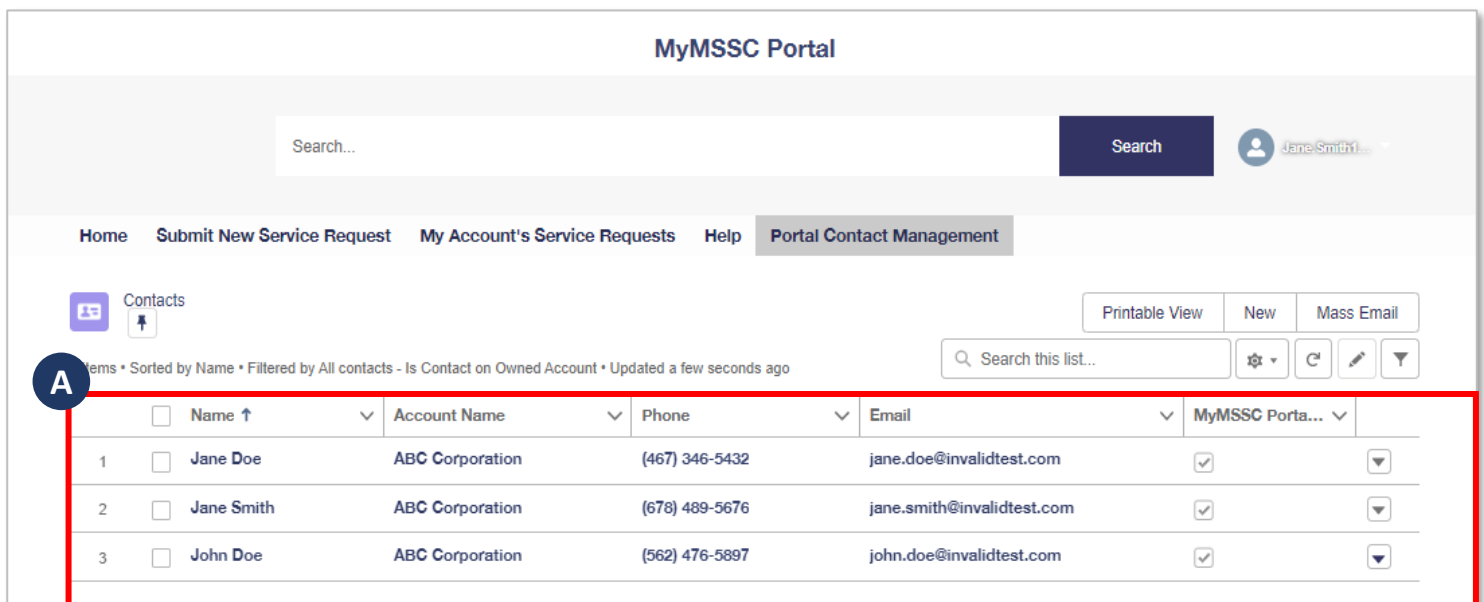 MyMSSC Portal
Search... Search Jane Smith1...
Home Submit New Service Request My Account's Service Requests Help Portal Contact Management
Contacts
Printable View New Mass Email
A
ems • Sorted by Name • Filtered by All contacts - Is Contact on Owned Account • Updated a few seconds ago
Search this list...
Name ↑ Account Name Phone Email MyMSSC Porta...
1 Jane Doe ABC Corporation (467) 346-5432 jane.doe@invalidtest.com
2 Jane Smith ABC Corporation (678) 489-5676 jane.smith@invalidtest.com
3 John Doe ABC Corporation (562) 476-5897 john.doe@invalidtest.com